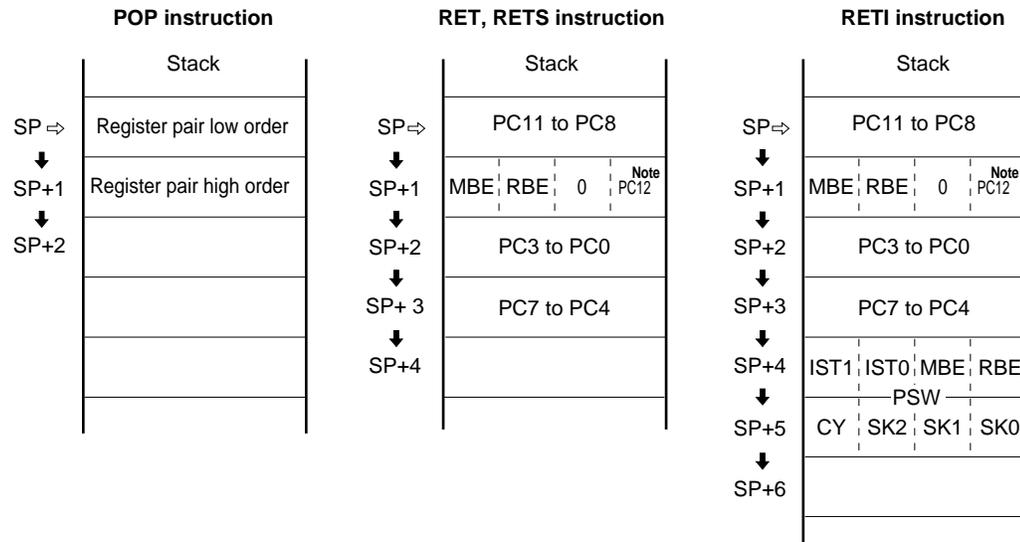 POP instruction
Stack
SP ⇨ Register pair low order
SP+1 Register pair high order
SP+2
RET, RETS instruction
Stack
SP⇨ PC11 to PC8
SP+1 MBE RBE 0 Note PC12
SP+2 PC3 to PC0
SP+ 3 PC7 to PC4
SP+4
RETI instruction
Stack
SP⇨ PC11 to PC8
SP+1 MBE RBE 0 Note PC12
SP+2 PC3 to PC0
SP+3 PC7 to PC4
SP+4 IST1 IST0 MBE RBE
PSW
SP+5 CY SK2 SK1 SK0
SP+6